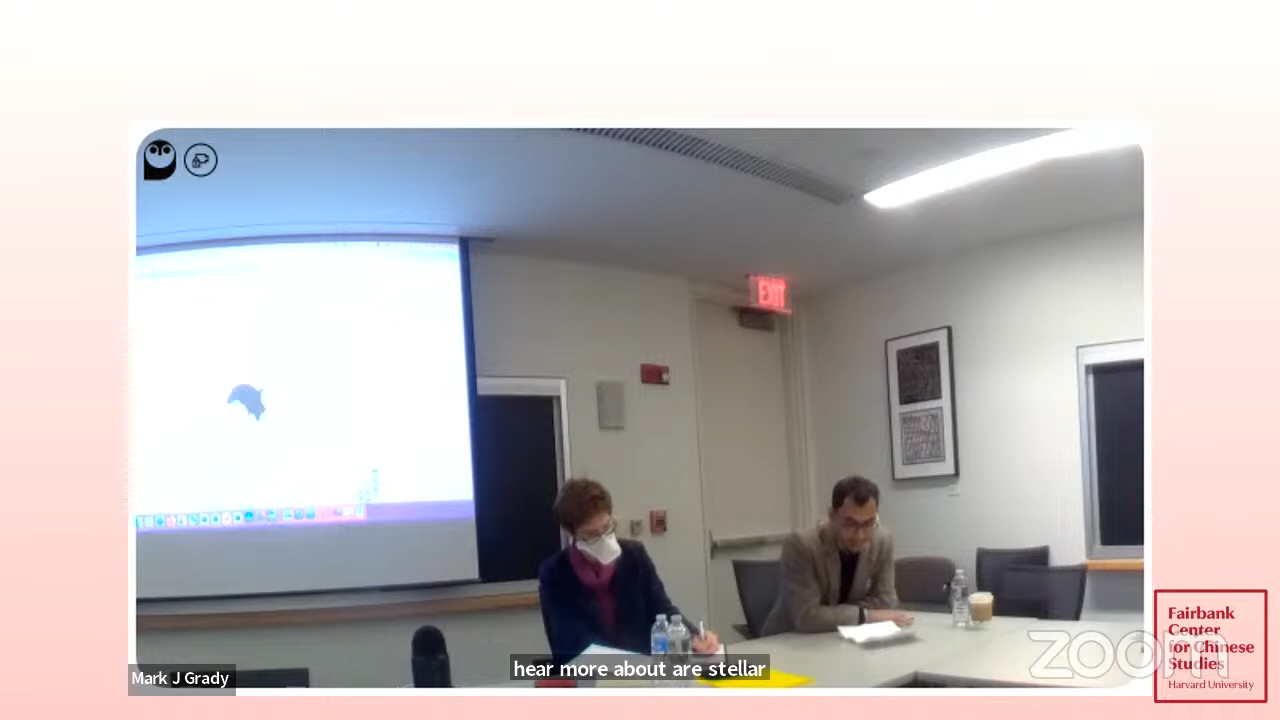 EXIT
hear more about are stellar
Mark J Grady
zoom
Fairbank
Center
for Chinese
Studies
Harvard University